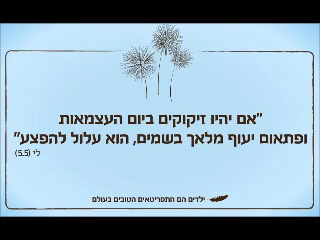 "אם יהיו זיקוקים ביום העצמאות
ופתאום יעוף מלאך בשמים, הוא עלול להפצע"
לי (5.5)
ילדים הם התסריטאים הטובים בעולם